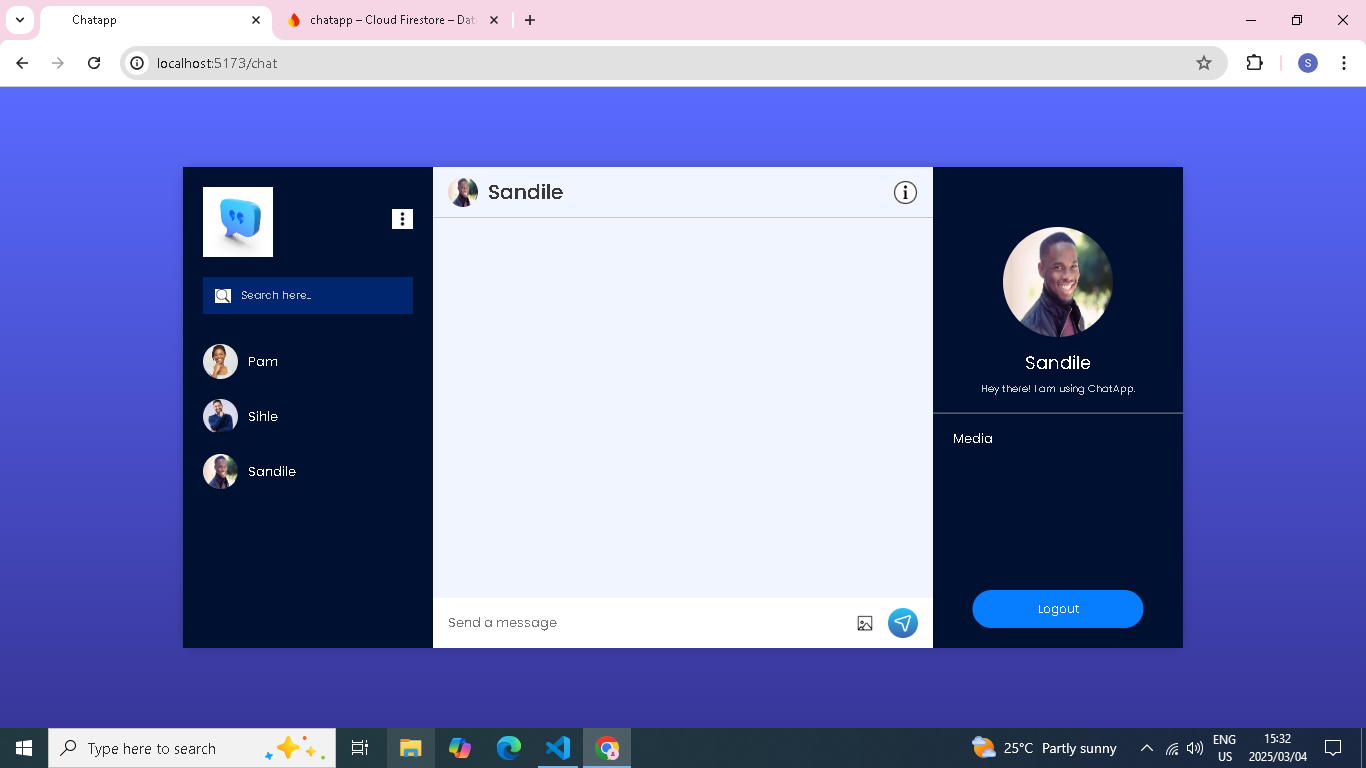 Chatapp
chatapp – Cloud Firestore – Dat
localhost:5173/chat
S
Search here...
Pam
Sihle
Sandile
Sandile
Send a message
Sandile
Hey there! I am using ChatApp.
Media
Logout
Type here to search
25°C Partly sunny
ENG
US
15:32
2025/03/04